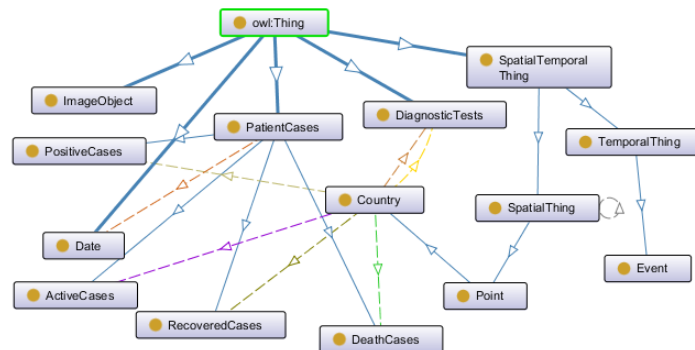 owl:Thing
SpatialTemporal
Thing
ImageObject
DiagnosticTests
PatientCases
TemporalThing
PositiveCases
Country
SpatialThing
Date
Event
ActiveCases
Point
RecoveredCases
DeathCases